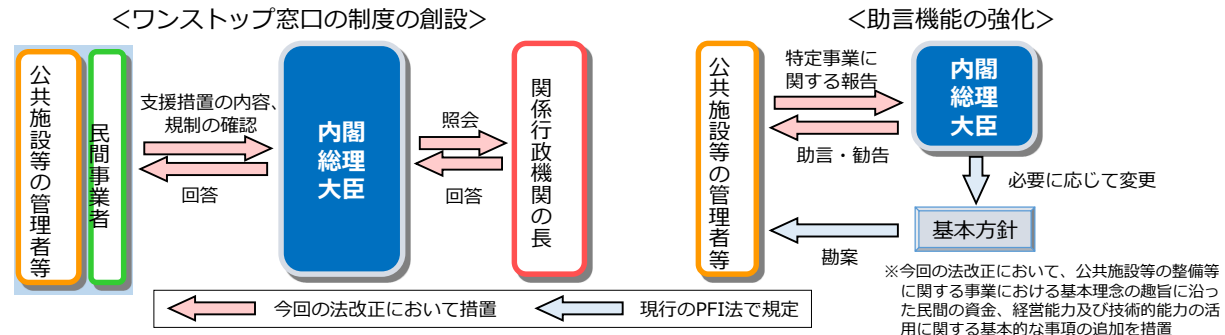 <ワンストップ窓口の制度の創設>
公共施設等の管理者等
民間事業者
支援措置の内容、
規制の確認
回答
内閣
総理
大臣
照会
回答
関係行政機関の長
<助言機能の強化>
公共施設等の管理者等
特定事業に
関する報告
助言・勧告
内閣
総理
大臣
必要に応じて変更
基本方針
勘案
※今回の法改正において、公共施設等の整備等
に関する事業における基本理念の趣旨に沿っ
た民間の資金、経営能力及び技術的能力の活
用に関する基本的な事項の追加を措置
今回の法改正において措置
現行のPFI法で規定